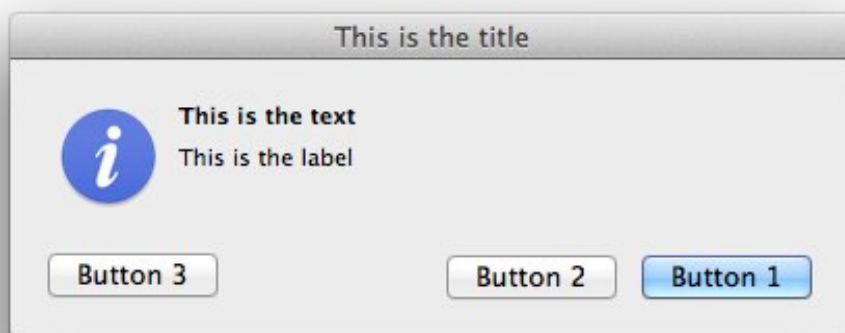 This is the title
This is the text
This is the label
Button 3
Button 2
Button 1